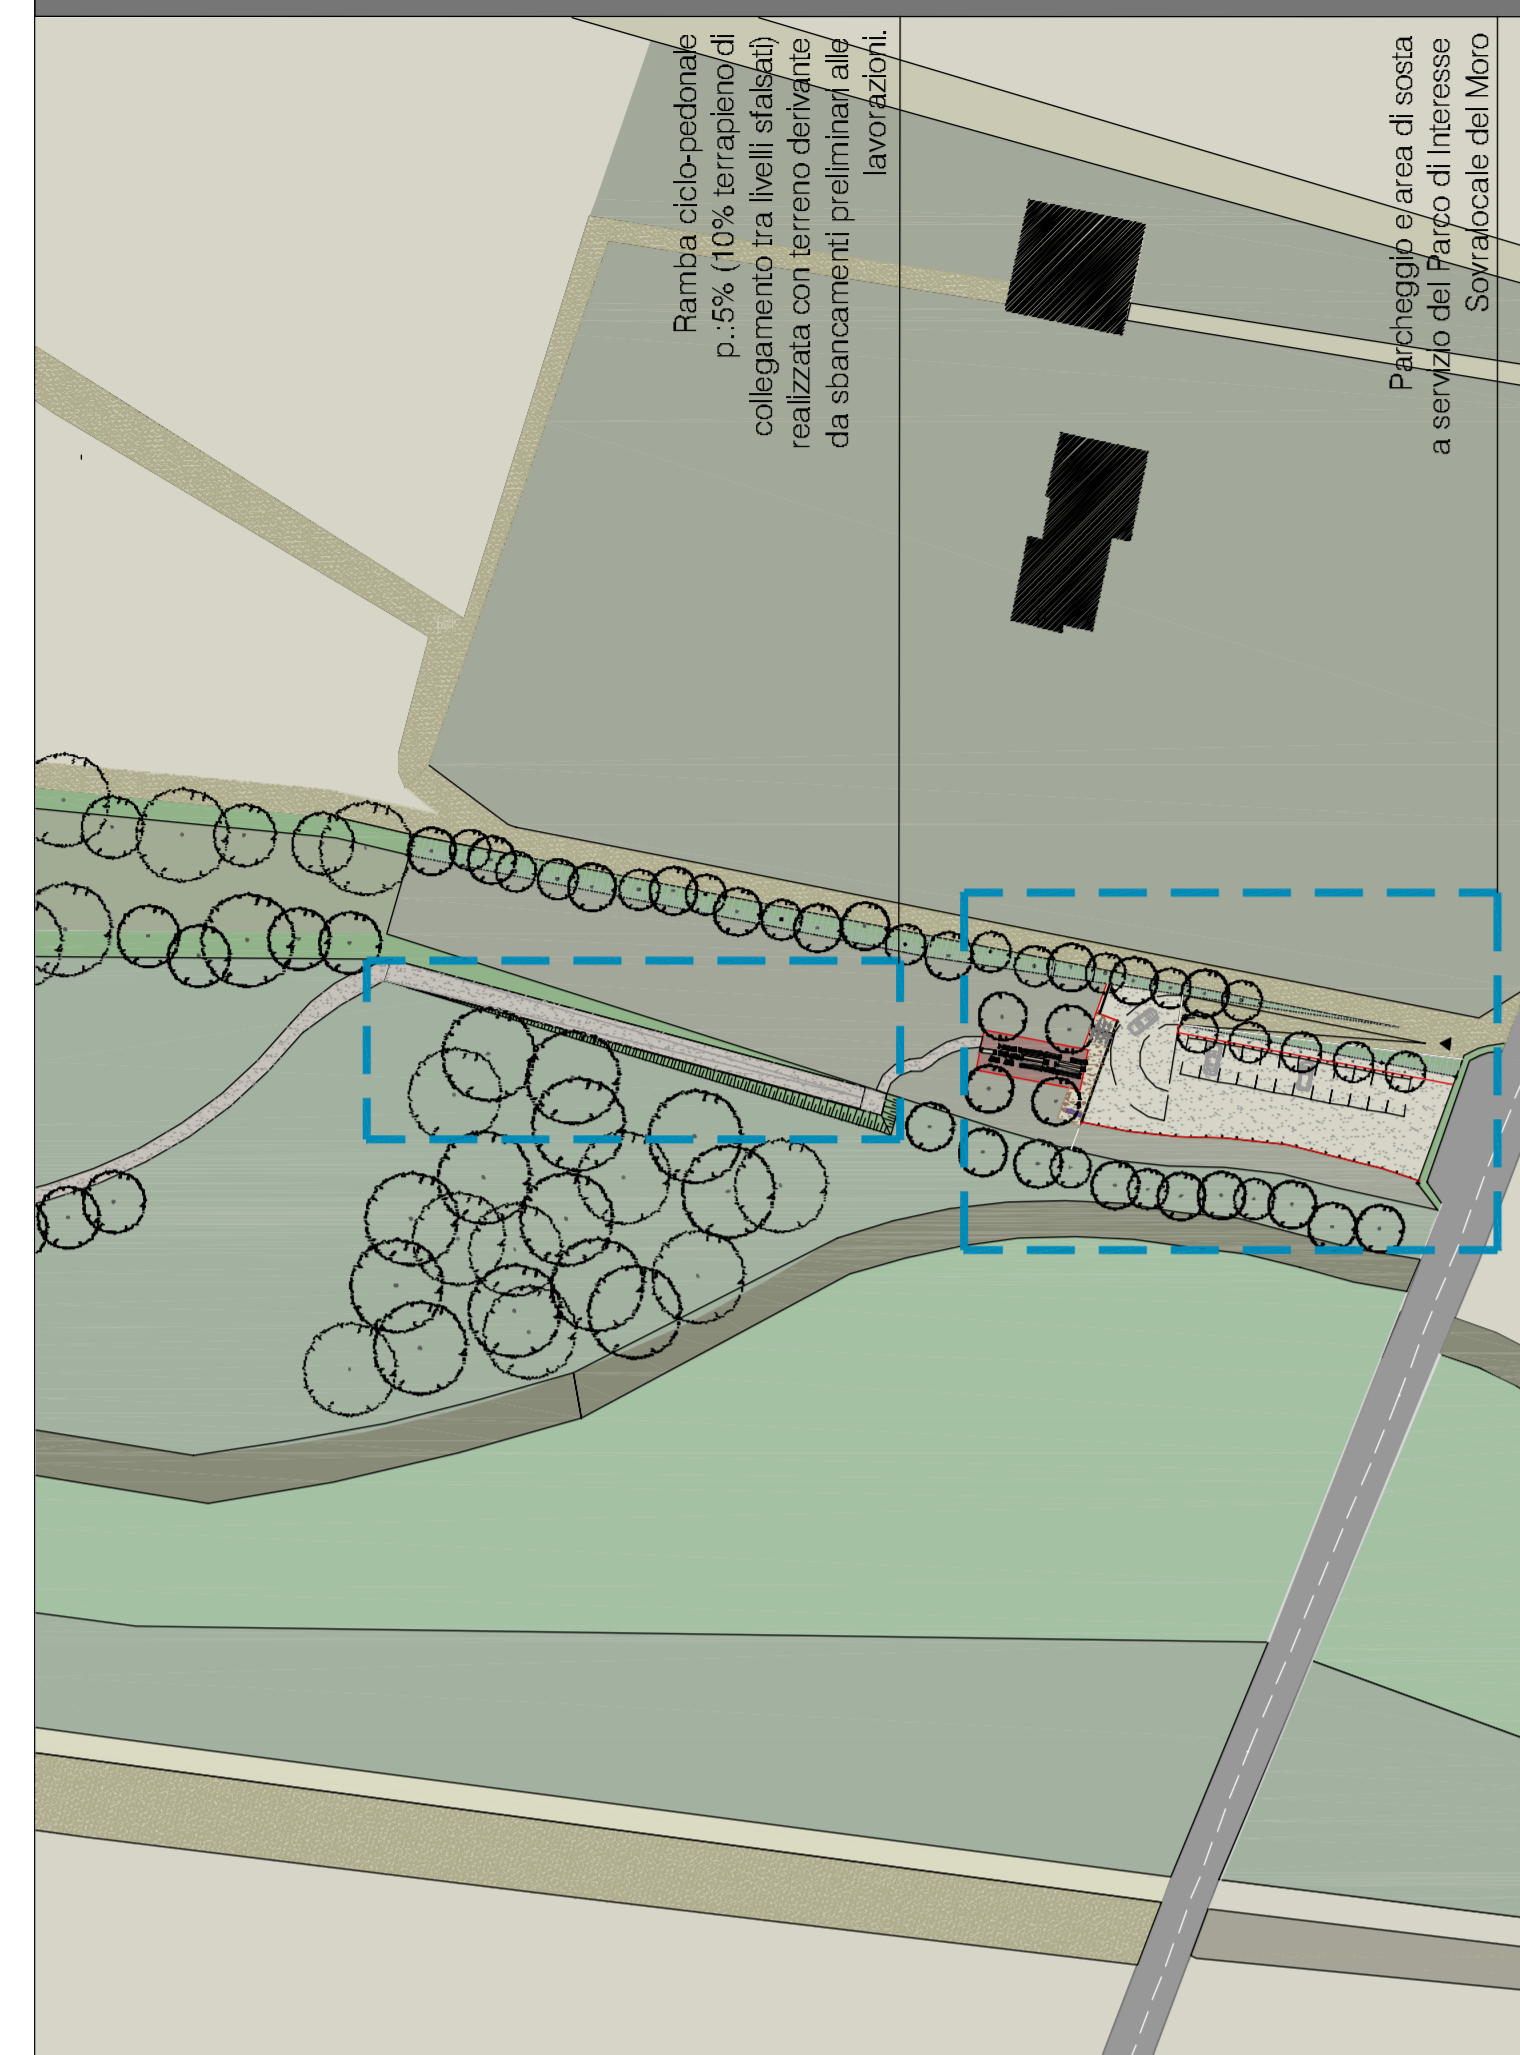 Ramba ciclo-pedonale
p.:5% (10% terrapieno di
collegamento tra livelli sfalsati)
realizzata con terreno derivante
da sbancamenti preliminari alle
lavorazioni.
Parcheggio e area di sosta
a servizio del Parco di Interesse
Sovralocale del Moro